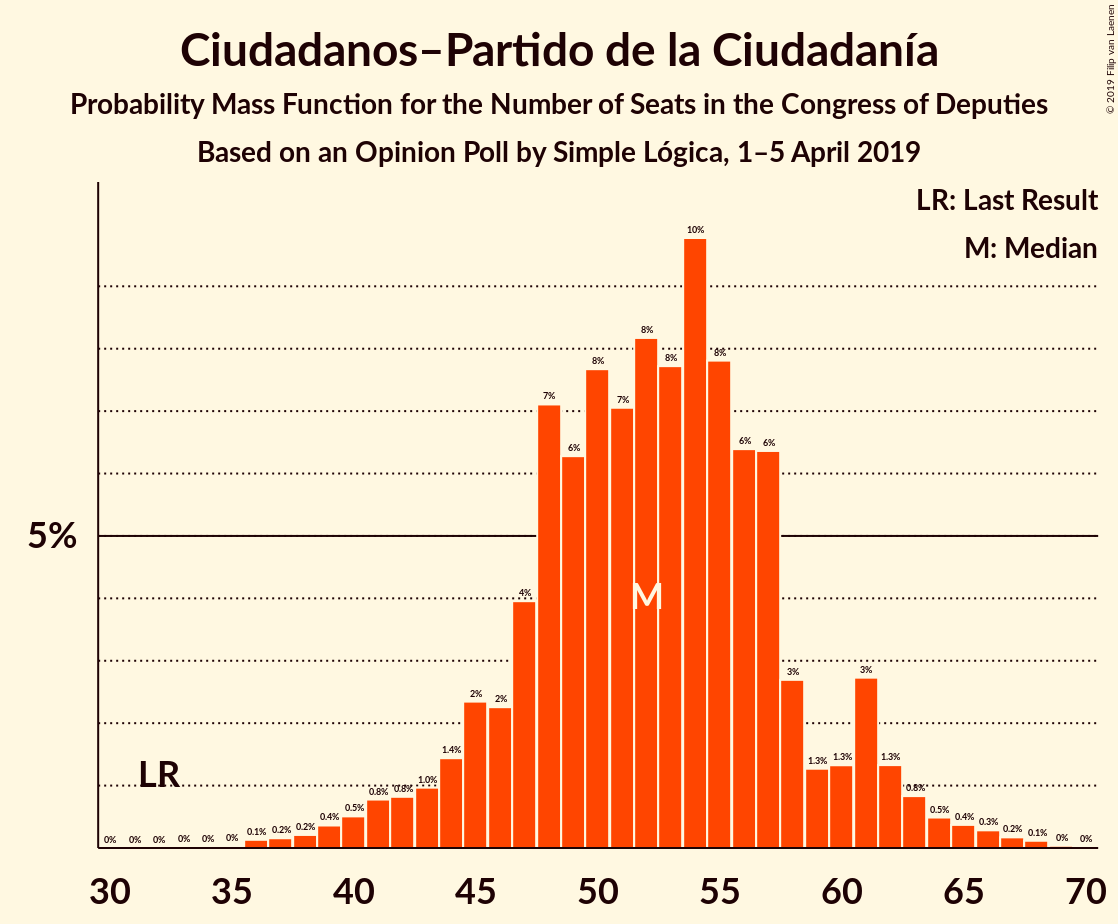 Ciudadanos–Partido de la Ciudadanía
Probability Mass Function for the Number of Seats in the Congress of Deputies
Based on an Opinion Poll by Simple Lógica, 1–5 April 2019
© 2019 Filip van Laenen
LR: Last Result
M: Median
5%
LR
M
0% 0% 0% 0% 0% 0% 0.1% 0.2% 0.2% 0.4% 0.5% 0.8% 0.8% 1.0% 1.4% 2% 2% 4% 7% 6% 8% 7% 8% 8% 10% 8% 6% 6% 3% 1.3% 1.3% 3% 1.3% 0.8% 0.5% 0.4% 0.3% 0.2% 0.1% 0% 0%
30 35 40 45 50 55 60 65 70